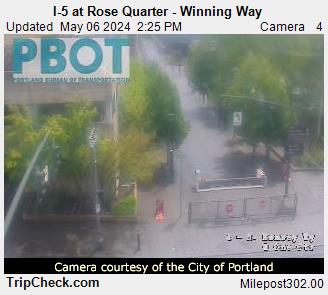 I-5 at Rose Quarter - Winning Way
Updated May 06 2024 2:25 PM Camera 4
PBOT
PORTLAND BUREAU OF TRANSPORTATION
Camera courtesy of the City of Portland
TripCheck.com Milepost302.00